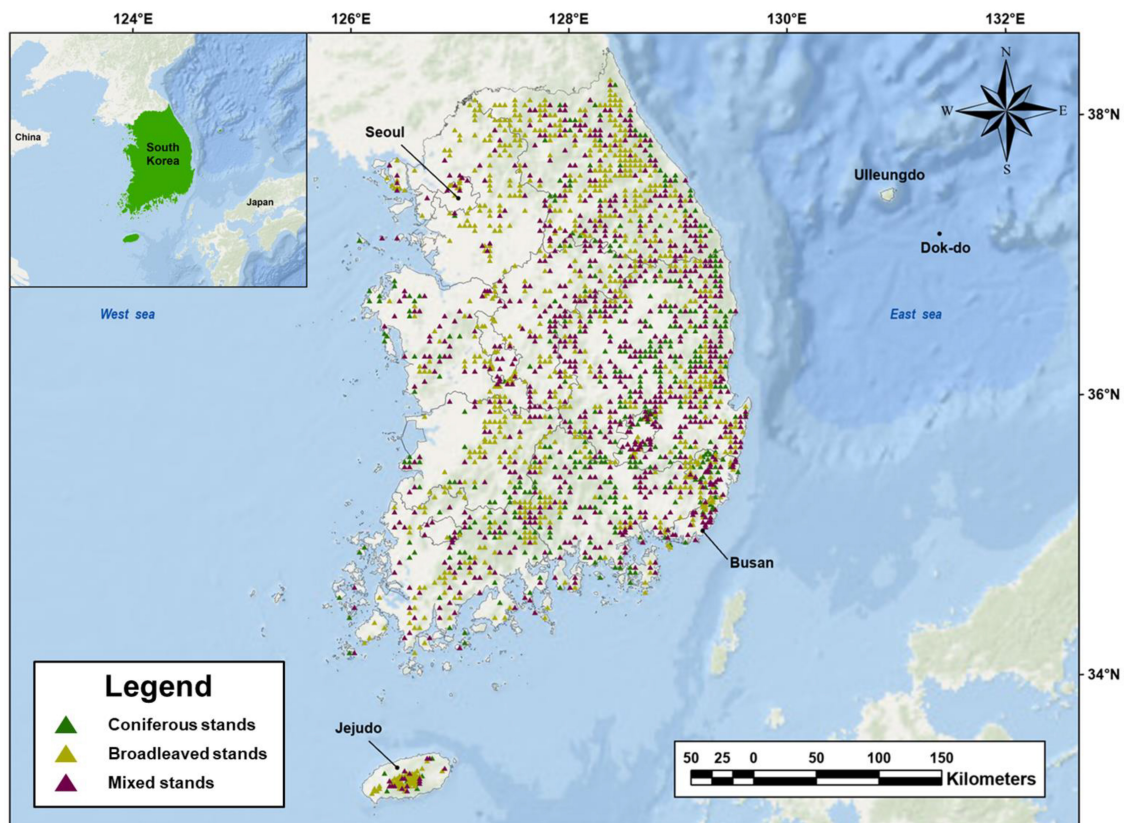 124°E 126°E 128°E 130°E 132°E
China
South
Korea
Japan
Seoul
N
W E
S
38°N
Ulleungdo
Dok-do
West sea
East sea
36°N
Busan
34°N
Legend
Coniferous stands
Broadleaved stands
Mixed stands
Jejudo
50 25 0 50 100 150
Kilometers